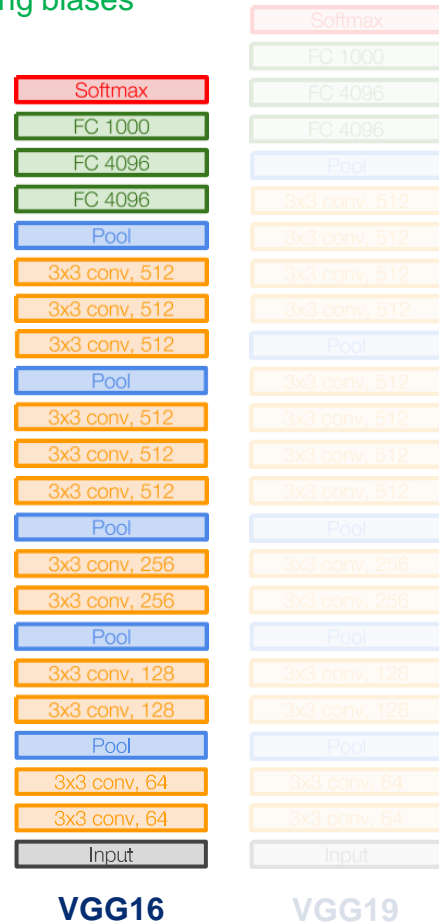 ng biases
Softmax
FC 1000
FC 4096
FC 4096
Pool
3x3 conv, 512
3x3 conv, 512
3x3 conv, 512
Pool
3x3 conv, 512
3x3 conv, 512
3x3 conv, 512
Pool
3x3 conv, 256
3x3 conv, 256
Pool
3x3 conv, 128
3x3 conv, 128
Pool
3x3 conv, 64
3x3 conv, 64
Input
VGG16
Softmax
FC 1000
FC 4096
FC 4096
Pool
3x3 conv, 512
3x3 conv, 512
3x3 conv, 512
3x3 conv, 512
Pool
3x3 conv, 512
3x3 conv, 512
3x3 conv, 512
3x3 conv, 512
Pool
3x3 conv, 256
3x3 conv, 256
Pool
3x3 conv, 128
3x3 conv, 128
Pool
3x3 conv, 64
3x3 conv, 64
Input
VGG19